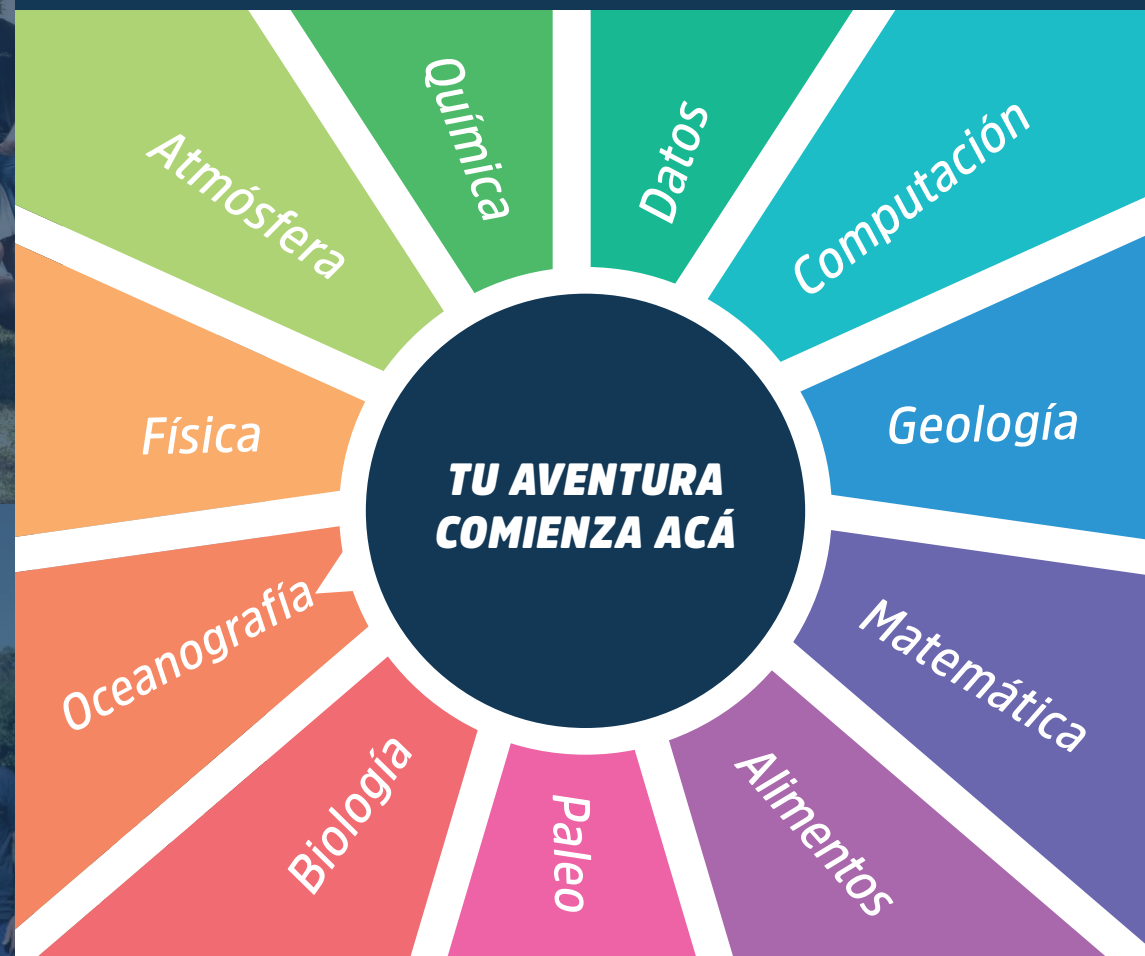 Química
Datos
Atmósfera
Computación
Física
Geología
TU AVENTURA
COMIENZA ACÁ
Oceanografía
Matemática
Biología
Paleo
Alimentos